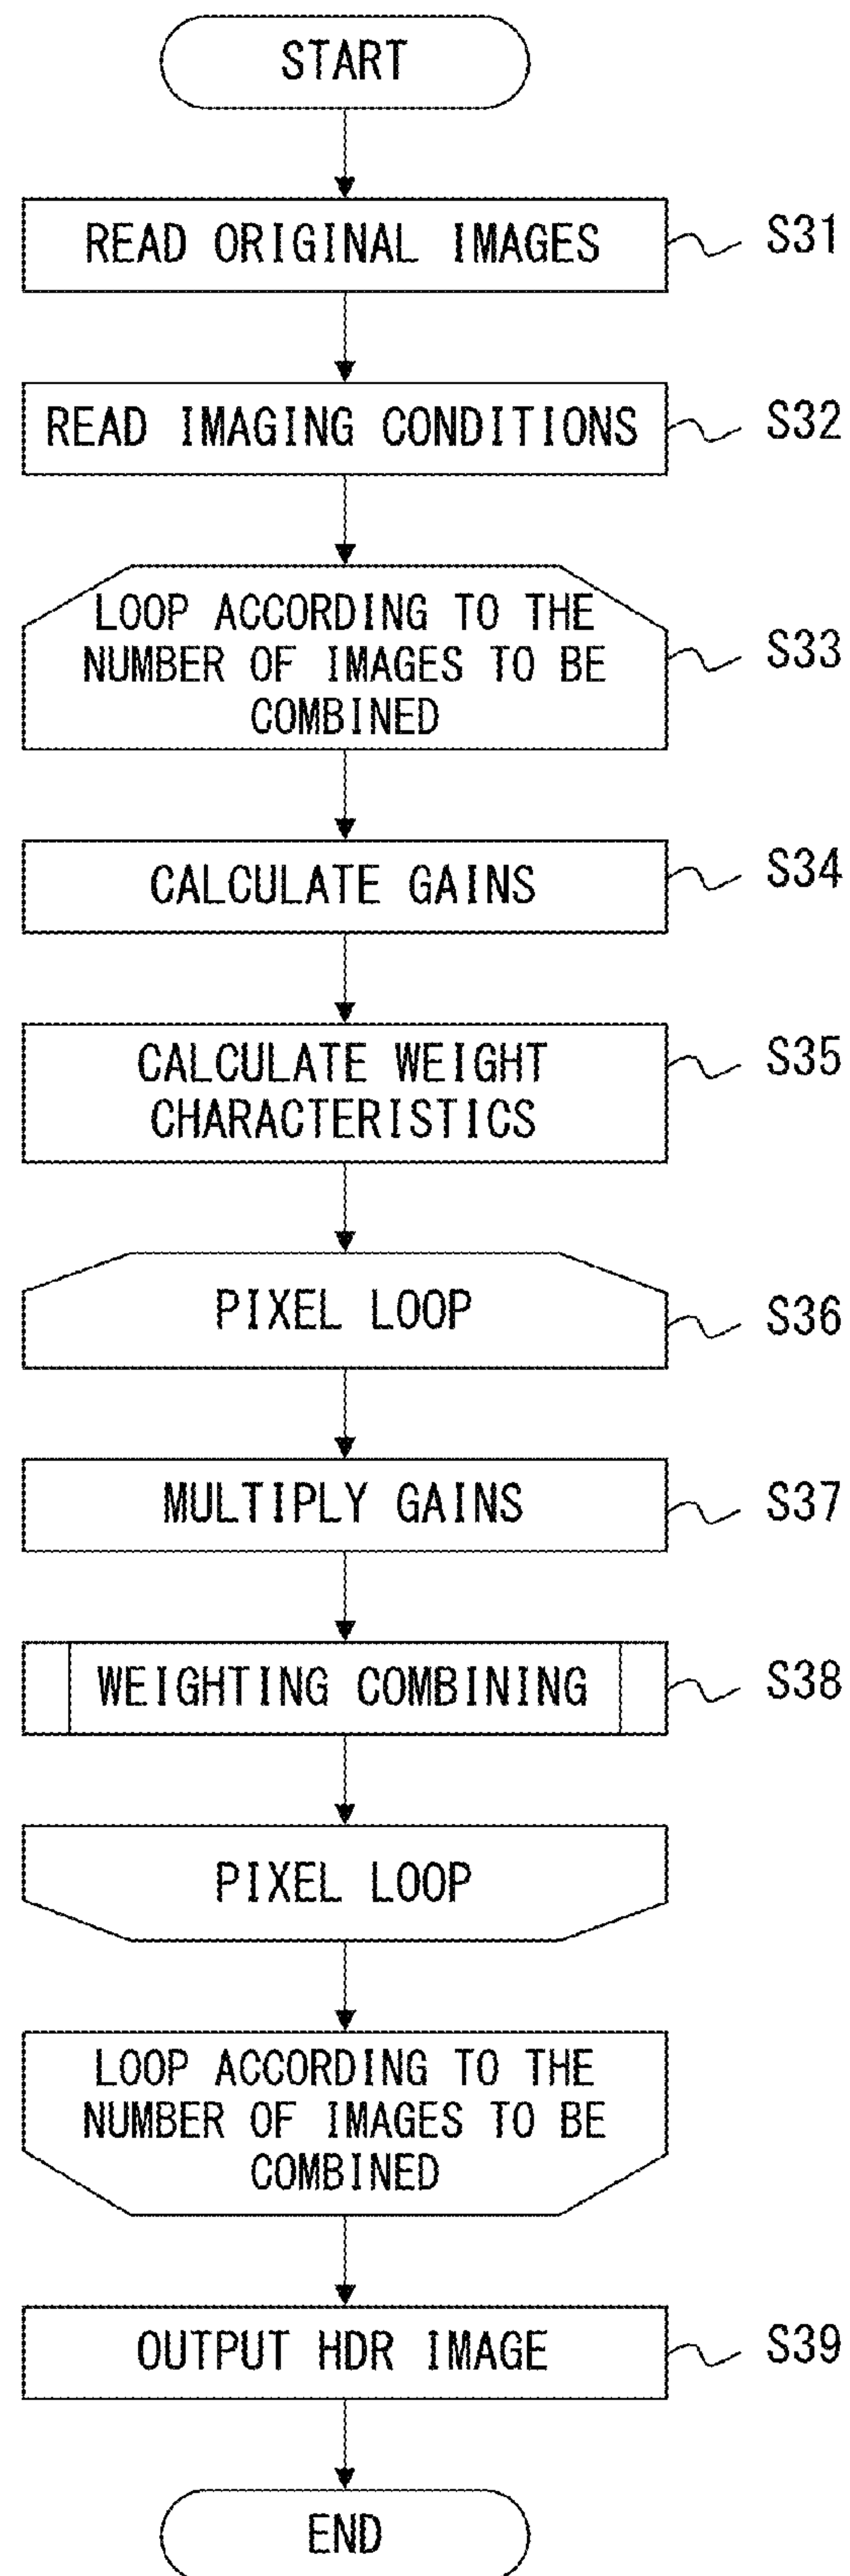 START
READ ORIGINAL IMAGES
S31
READ IMAGING CONDITIONS
S32
LOOP ACCORDING TO THE
NUMBER OF IMAGES TO BE
COMBINED
S33
CALCULATE GAINS
S34
CALCULATE WEIGHT
CHARACTERISTICS
S35
PIXEL LOOP
S36
MULTIPLY GAINS
S37
WEIGHTING COMBINING
S38
PIXEL LOOP
LOOP ACCORDING TO THE
NUMBER OF IMAGES TO BE
COMBINED
OUTPUT HDR IMAGE
S39
END